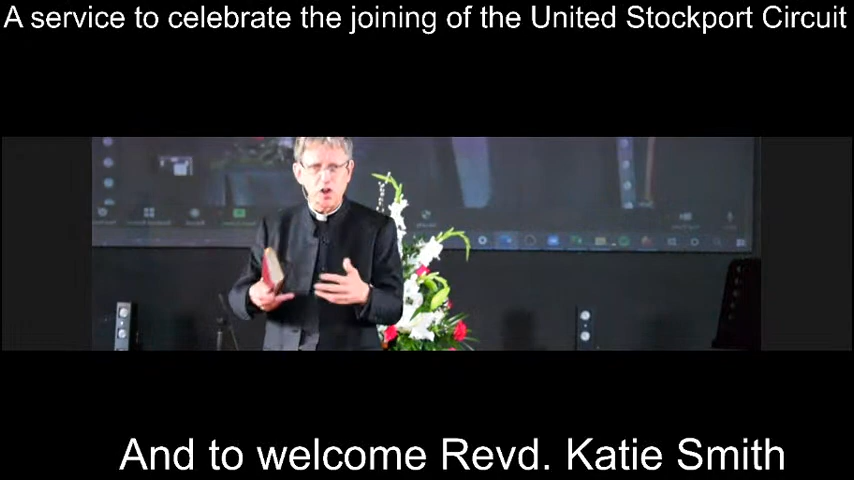 A service to celebrate the joining of the United Stockport Circuit
And to welcome Revd. Katie Smith